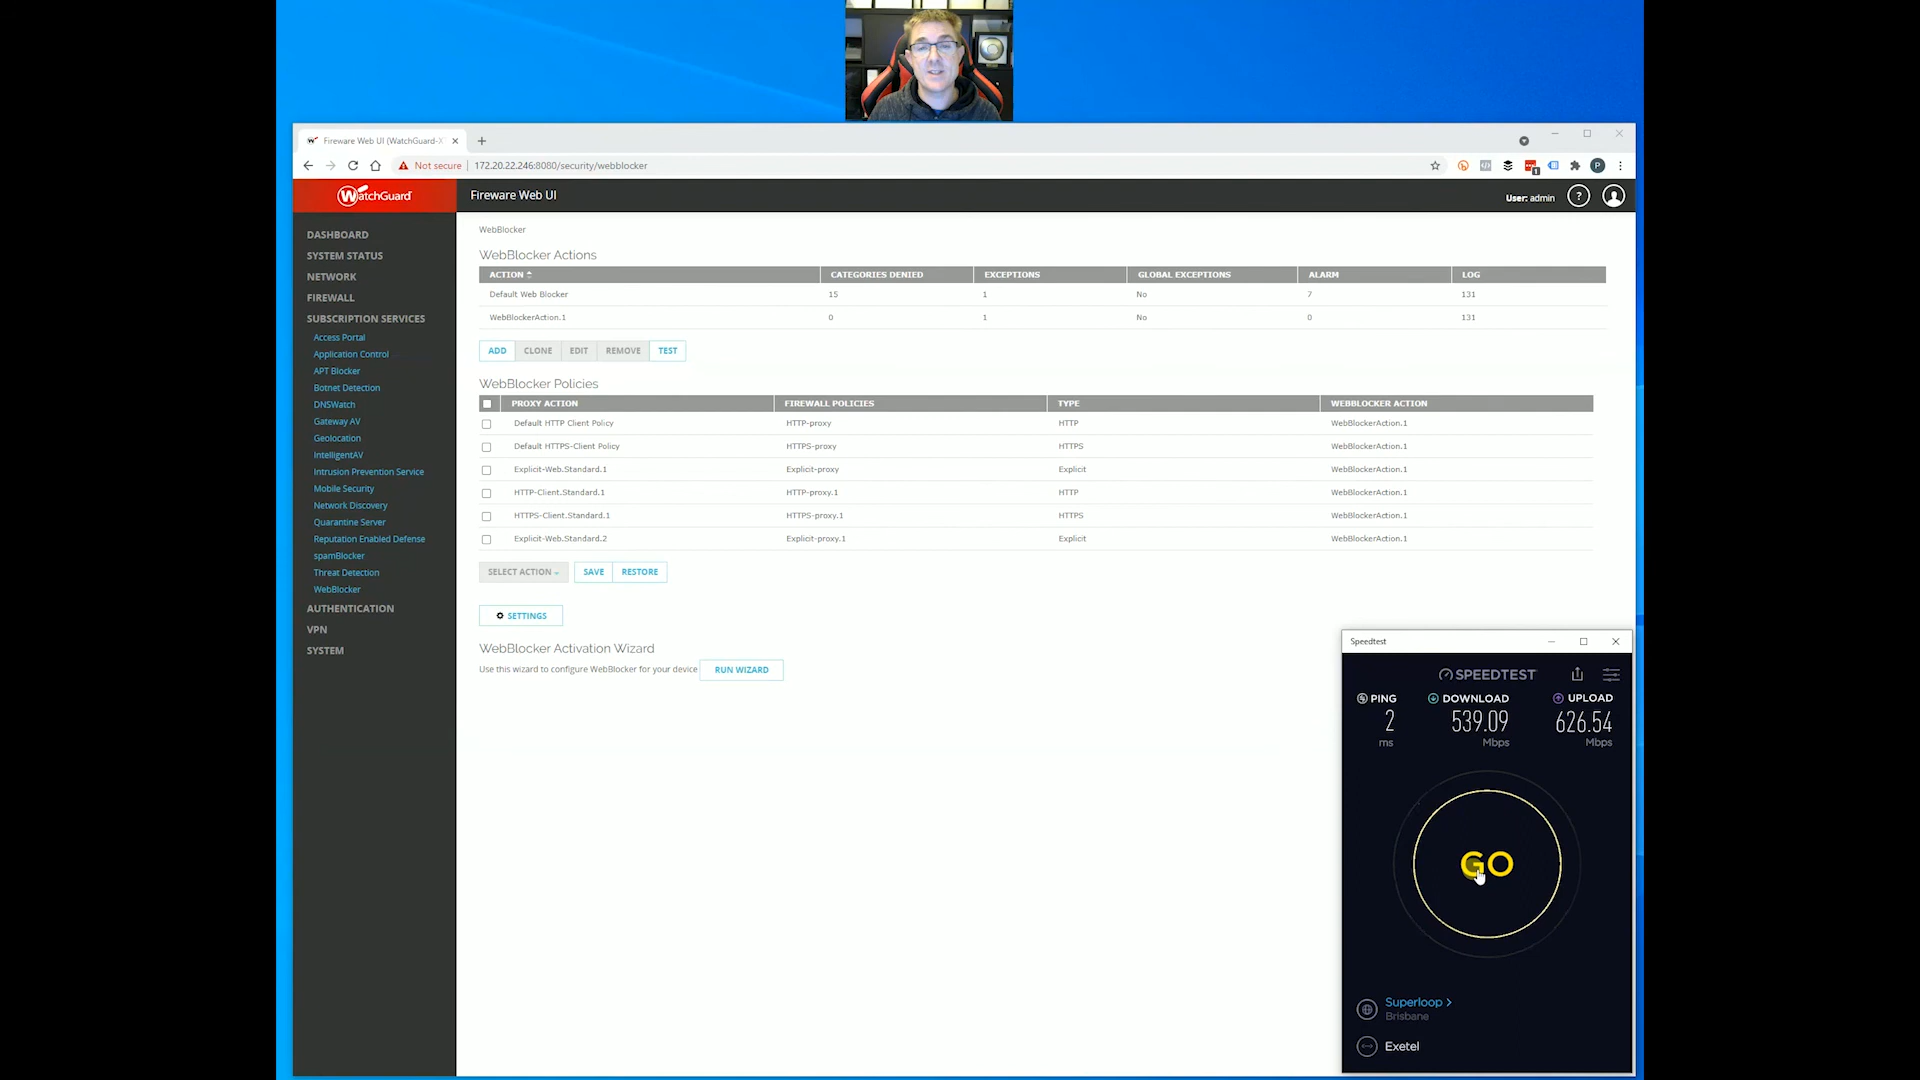 Fireware Web UI (WatchGuard-X
Not secure
172.20.22.246:8080/security/webblocker
WatchGuard
Fireware Web UI
User: admin
?
DASHBOARD
SYSTEM STATUS
NETWORK
FIREWALL
SUBSCRIPTION SERVICES
Access Portal
Application Control
APT Blocker
Botnet Detection
DNSWatch
Gateway AV
Geolocation
IntelligentAV
Intrusion Prevention Service
Mobile Security
Network Discovery
Quarantine Server
Reputation Enabled Defense
spamBlocker
Threat Detection
WebBlocker
AUTHENTICATION
VPN
SYSTEM
WebBlocker
WebBlocker Actions
ACTION CATEGORIES DENIED EXCEPTIONS GLOBAL EXCEPTIONS ALARM LOG
Default Web Blocker 15 1 No 7 131
WebBlockerAction.1 0 1 No 0 131
ADD CLONE EDIT REMOVE TEST
WebBlocker Policies
PROXY ACTION FIREWALL POLICIES TYPE WEBBLOCKER ACTION
Default HTTP Client Policy HTTP-proxy HTTP WebBlockerAction.1
Default HTTPS-Client Policy HTTPS-proxy HTTPS WebBlockerAction.1
Explicit-Web.Standard.1 Explicit-proxy Explicit WebBlockerAction.1
HTTP-Client.Standard.1 HTTP-proxy.1 HTTP WebBlockerAction.1
HTTPS-Client.Standard.1 HTTPS-proxy.1 HTTPS WebBlockerAction.1
Explicit-Web.Standard.2 Explicit-proxy.1 Explicit WebBlockerAction.1
SELECT ACTION SAVE RESTORE
SETTINGS
WebBlocker Activation Wizard
Use this wizard to configure WebBlocker for your device RUN WIZARD
Speedtest
SPEEDTEST
PING DOWNLOAD UPLOAD
2 539.09 626.54
ms Mbps Mbps
GO
Superloop >
Brisbane
Exetel